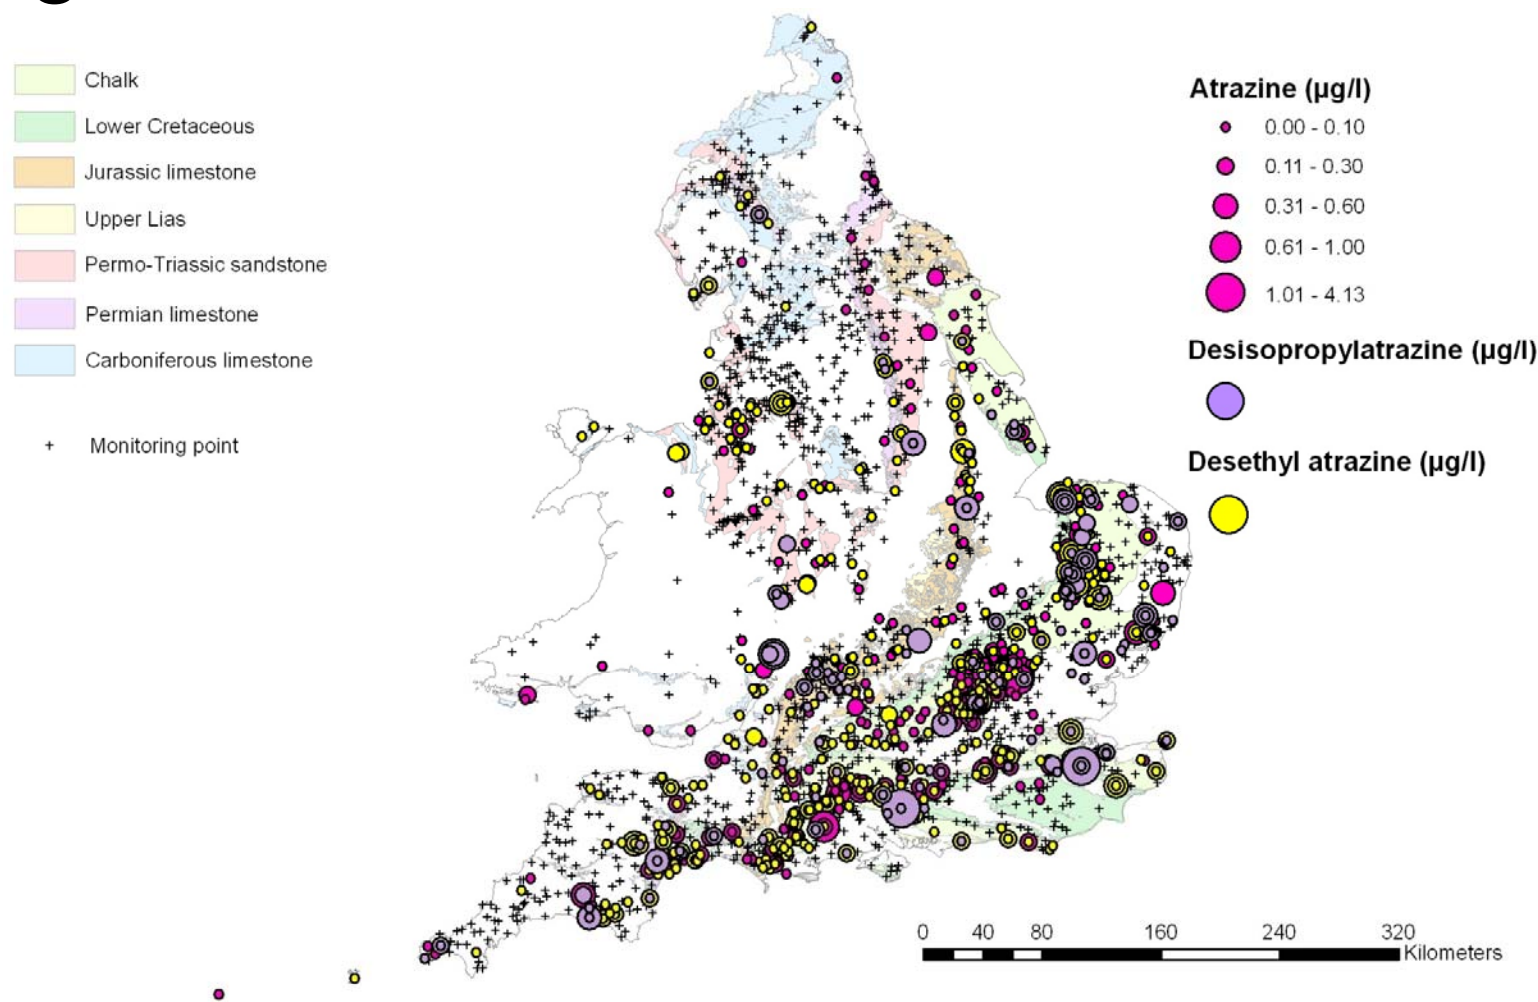 Chalk
Lower Cretaceous
Jurassic limestone
Upper Lias
Permo-Triassic sandstone
Permian limestone
Carboniferous limestone
Monitoring point
Atrazine (µg/l)
0.00 - 0.10
0.11 - 0.30
0.31 - 0.60
0.61 - 1.00
1.01 - 4.13
Desisopropylatrazine (µg/l)
Desethyl atrazine (µg/l)
0 40 80 160 240 320
Kilometers